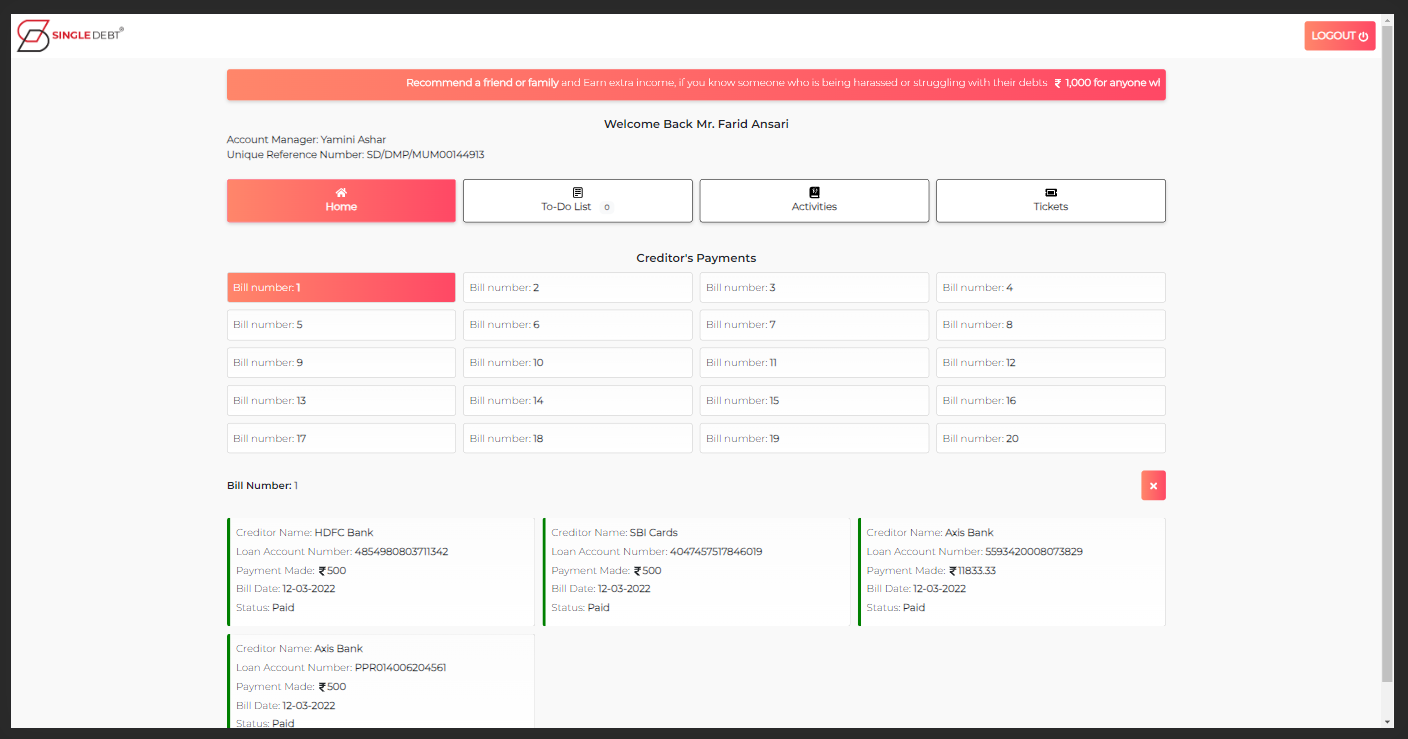 SINGLE DEBT®
LOGOUT
Recommend a friend or family and Earn extra income, if you know someone who is being harassed or struggling with their debts ₹ 1,000 for anyone wi
Welcome Back Mr. Farid Ansari
Account Manager: Yamini Ashar
Unique Reference Number: SD/DMP/MUM00144913
Home
To-Do List 0
Activities
Tickets
Creditor's Payments
Bill number: 1
Bill number: 2
Bill number: 3
Bill number: 4
Bill number: 5
Bill number: 6
Bill number: 7
Bill number: 8
Bill number: 9
Bill number: 10
Bill number: 11
Bill number: 12
Bill number: 13
Bill number: 14
Bill number: 15
Bill number: 16
Bill number: 17
Bill number: 18
Bill number: 19
Bill number: 20
Bill Number: 1
Creditor Name: HDFC Bank
Loan Account Number: 4854980803711342
Payment Made: ₹500
Bill Date: 12-03-2022
Status: Paid
Creditor Name: SBI Cards
Loan Account Number: 4047457517846019
Payment Made: ₹500
Bill Date: 12-03-2022
Status: Paid
Creditor Name: Axis Bank
Loan Account Number: 5593420008073829
Payment Made: ₹11833.33
Bill Date: 12-03-2022
Status: Paid
Creditor Name: Axis Bank
Loan Account Number: PPR014006204561
Payment Made: ₹500
Bill Date: 12-03-2022
Status: Paid